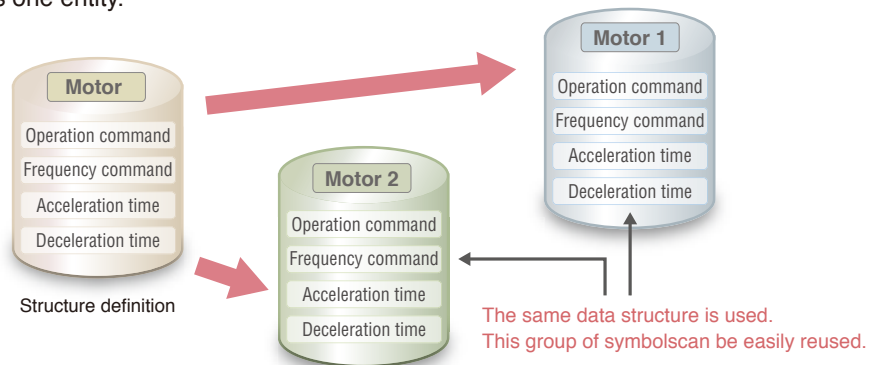 s one entity.
Motor
Operation command
Frequency command
Acceleration time
Deceleration time
Structure definition
Motor 2
Operation command
Frequency command
Acceleration time
Deceleration time
Motor 1
Operation command
Frequency command
Acceleration time
Deceleration time
The same data structure is used.
This group of symbolscan be easily reused.